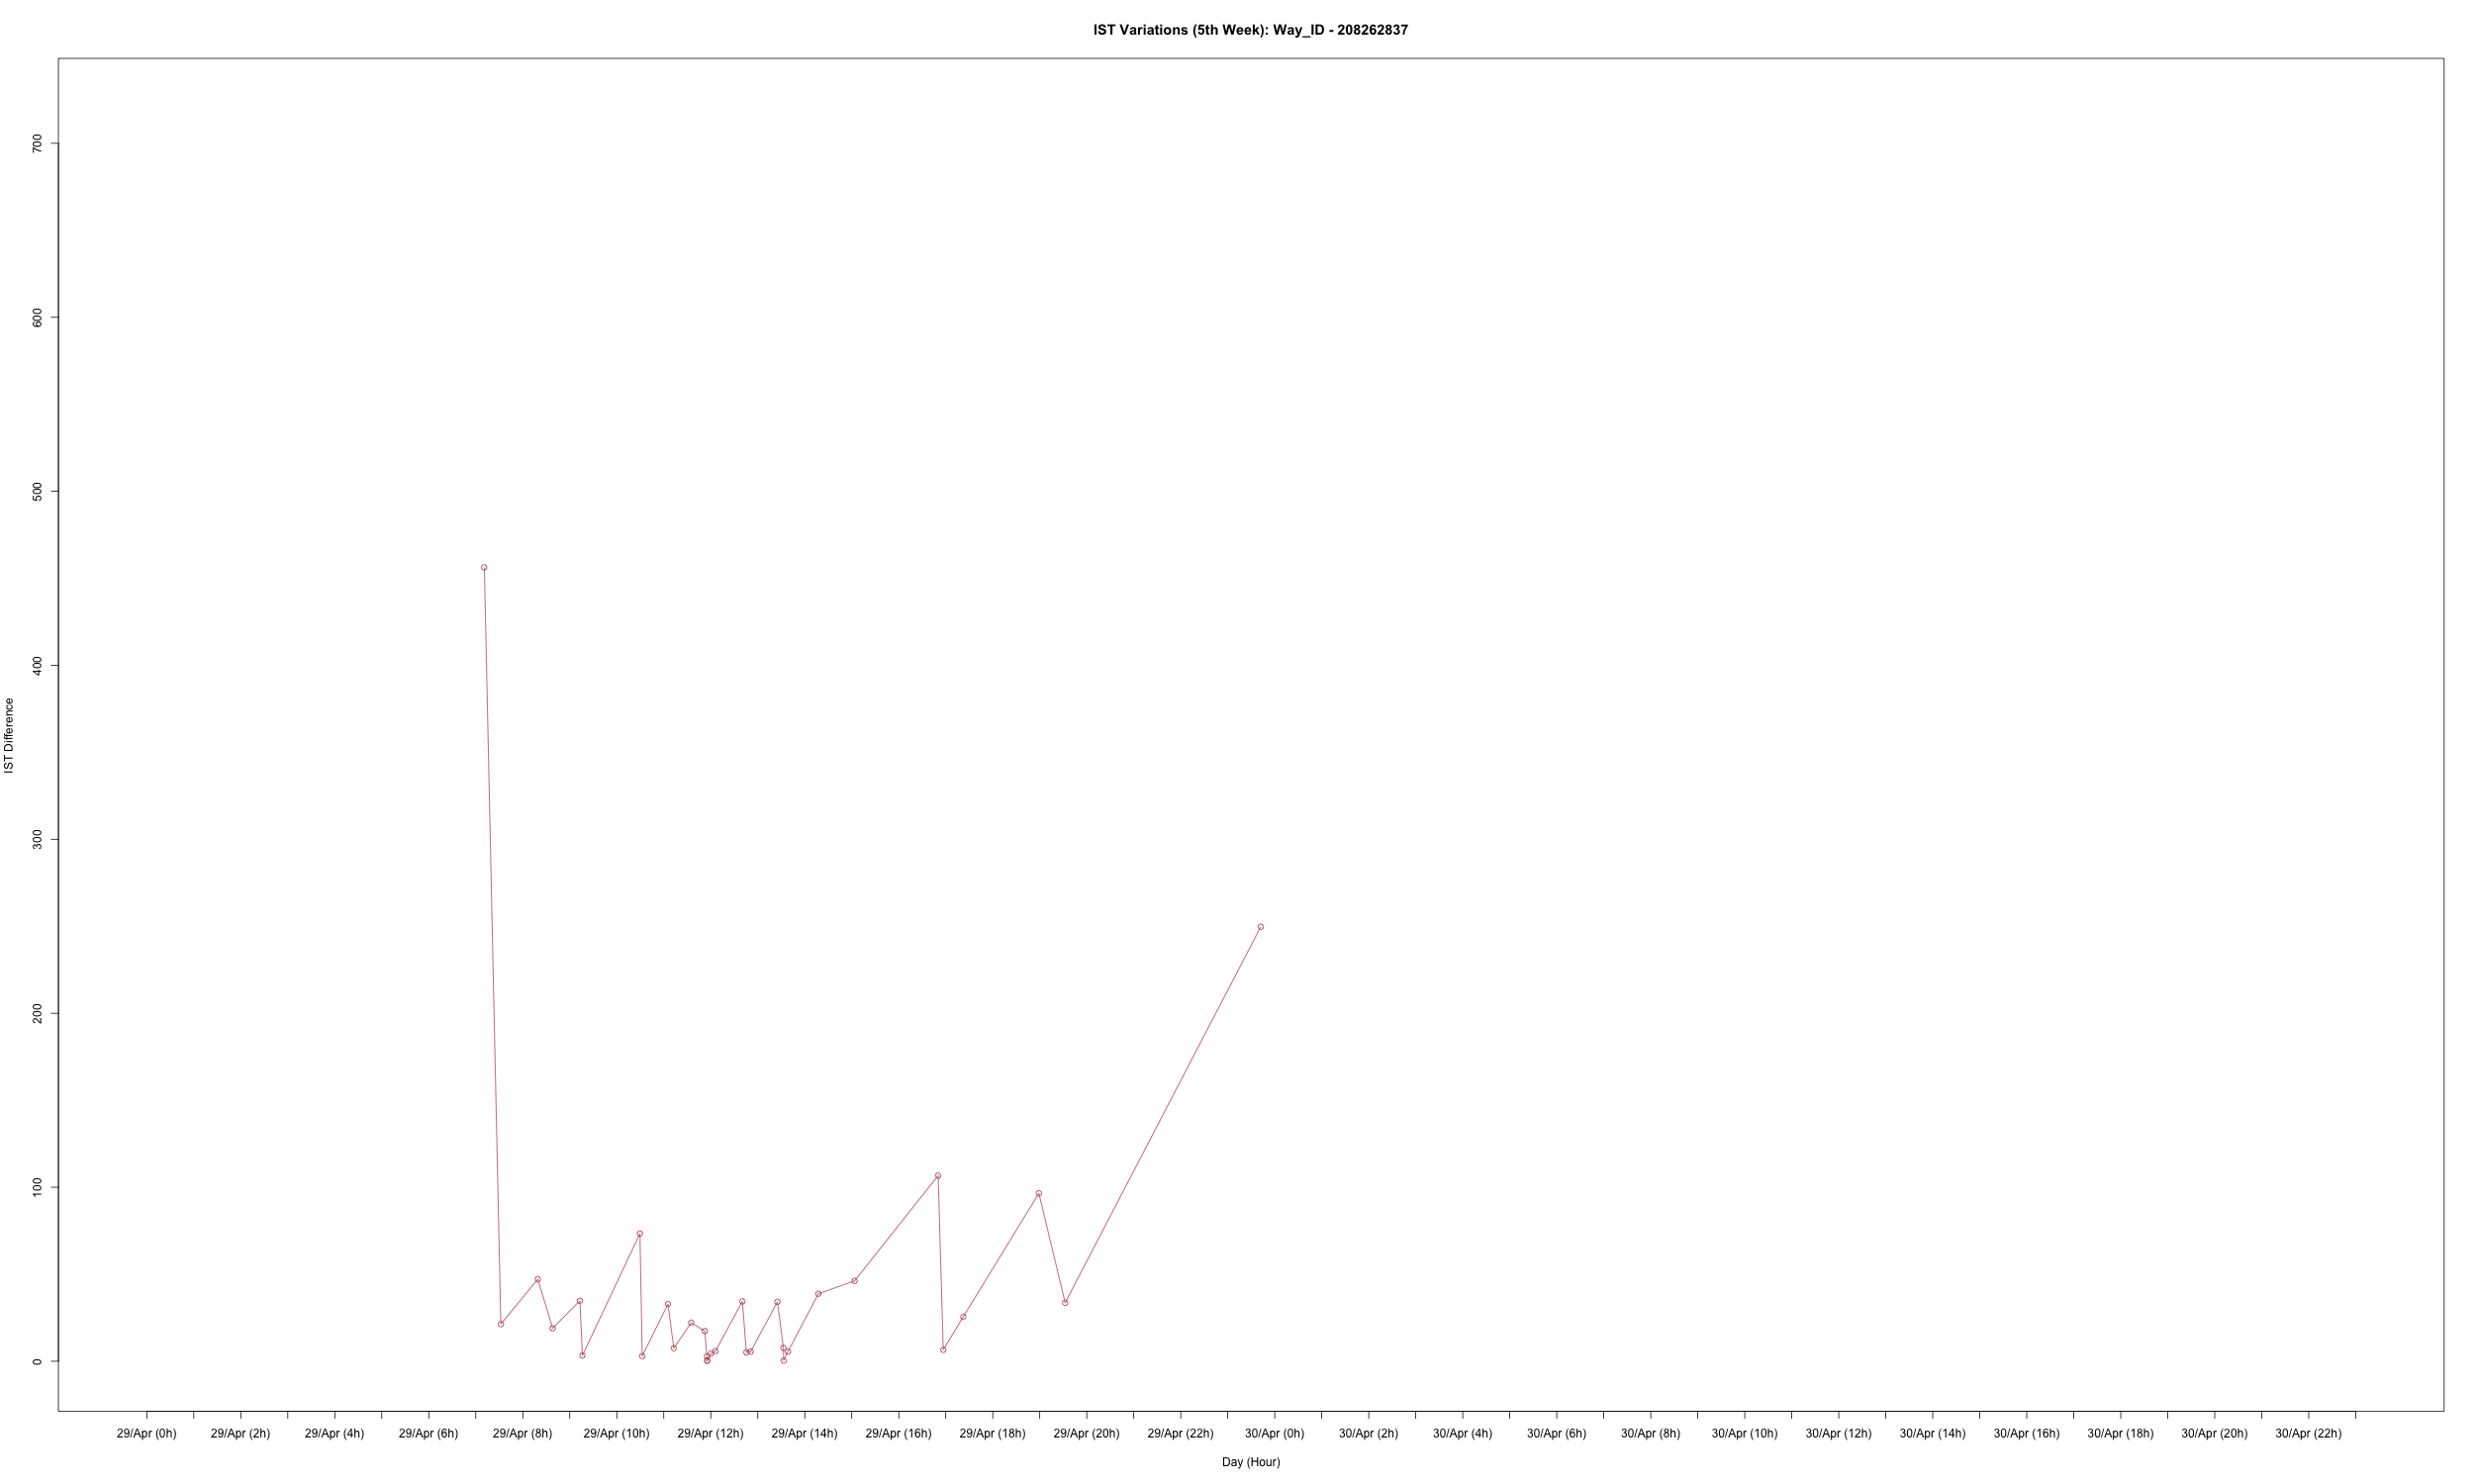 IST Variations (5th Week): Way_ID - 208262837
700
600
500
400
300
200
100
0
IST Difference
29/Apr (0h) 29/Apr (2h) 29/Apr (4h) 29/Apr (6h) 29/Apr (8h) 29/Apr (10h) 29/Apr (12h) 29/Apr (14h) 29/Apr (16h) 29/Apr (18h) 29/Apr (20h) 29/Apr (22h) 30/Apr (0h) 30/Apr (2h) 30/Apr (4h) 30/Apr (6h) 30/Apr (8h) 30/Apr (10h) 30/Apr (12h) 30/Apr (14h) 30/Apr (16h) 30/Apr (18h) 30/Apr (20h) 30/Apr (22h)
Day (Hour)